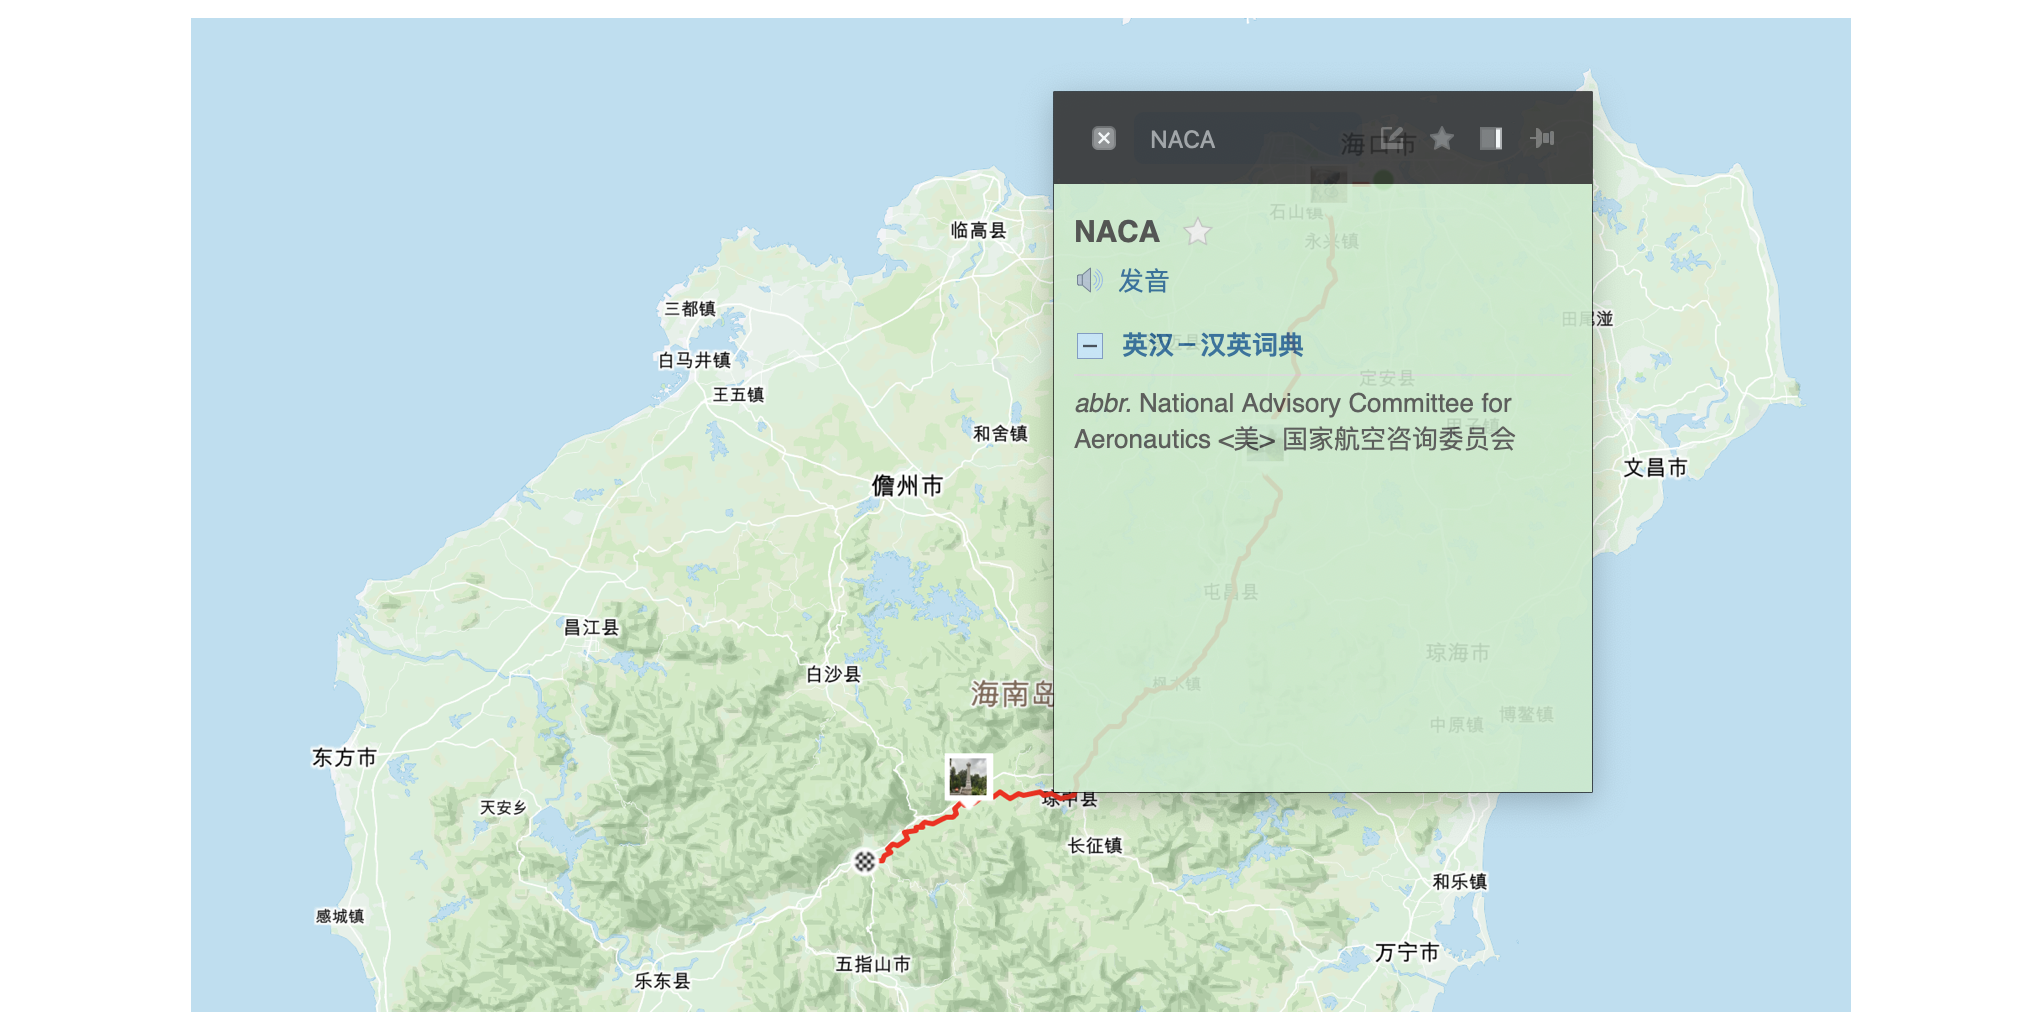 NACA
海口市
NACA
石山镇
永兴镇
临高县
发音
三都镇
田尾湴
英汉－汉英词典
白马井镇
定安县
王五镇
abbr. National Advisory Committee for
Aeronautics <美> 国家航空咨询委员会
和舍镇
文昌市
儋州市
屯昌县
昌江县
琼海市
白沙县
枫木镇
海南岛
博鳌镇
中原镇
东方市
琼中县
天安乡
长征镇
和乐镇
感城镇
万宁市
五指山市
乐东县